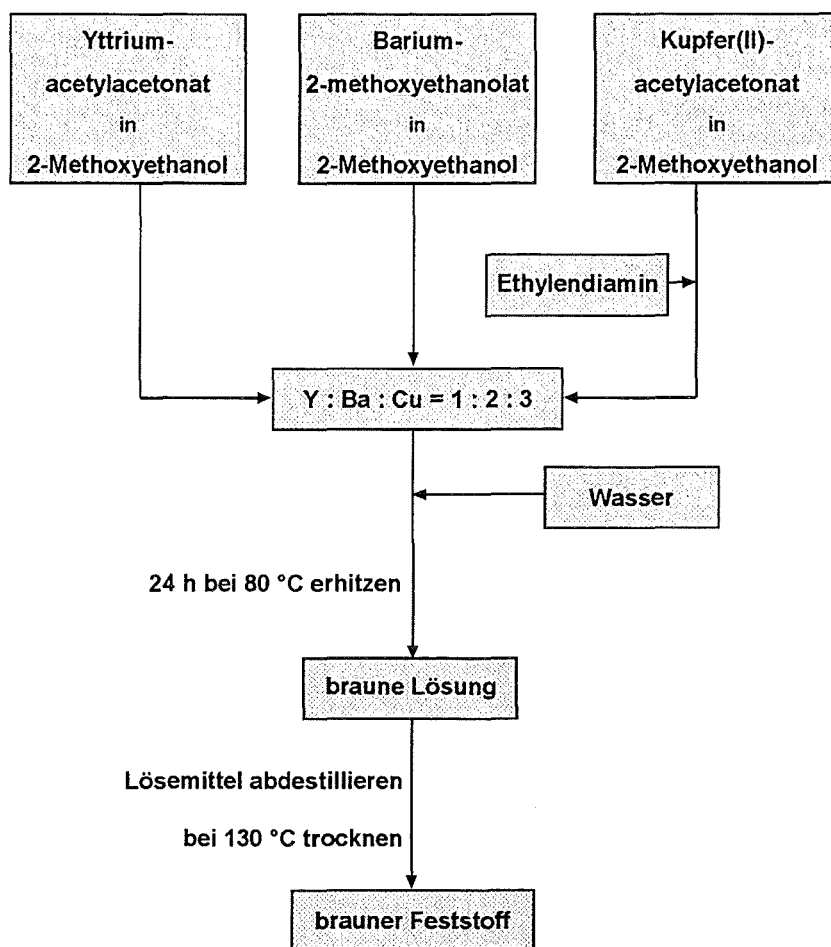 Yttrium-
acetylacetonat
in
2-Methoxyethanol
Barium-
2-methoxyethanolat
in
2-Methoxyethanol
Kupfer(II)-
acetylacetonat
in
2-Methoxyethanol
Ethylendiamin
Y : Ba : Cu = 1 : 2 : 3
Wasser
24 h bei 80 °C erhitzen
braune Lösung
Lösemittel abdestillieren
bei 130 °C trocknen
brauner Feststoff